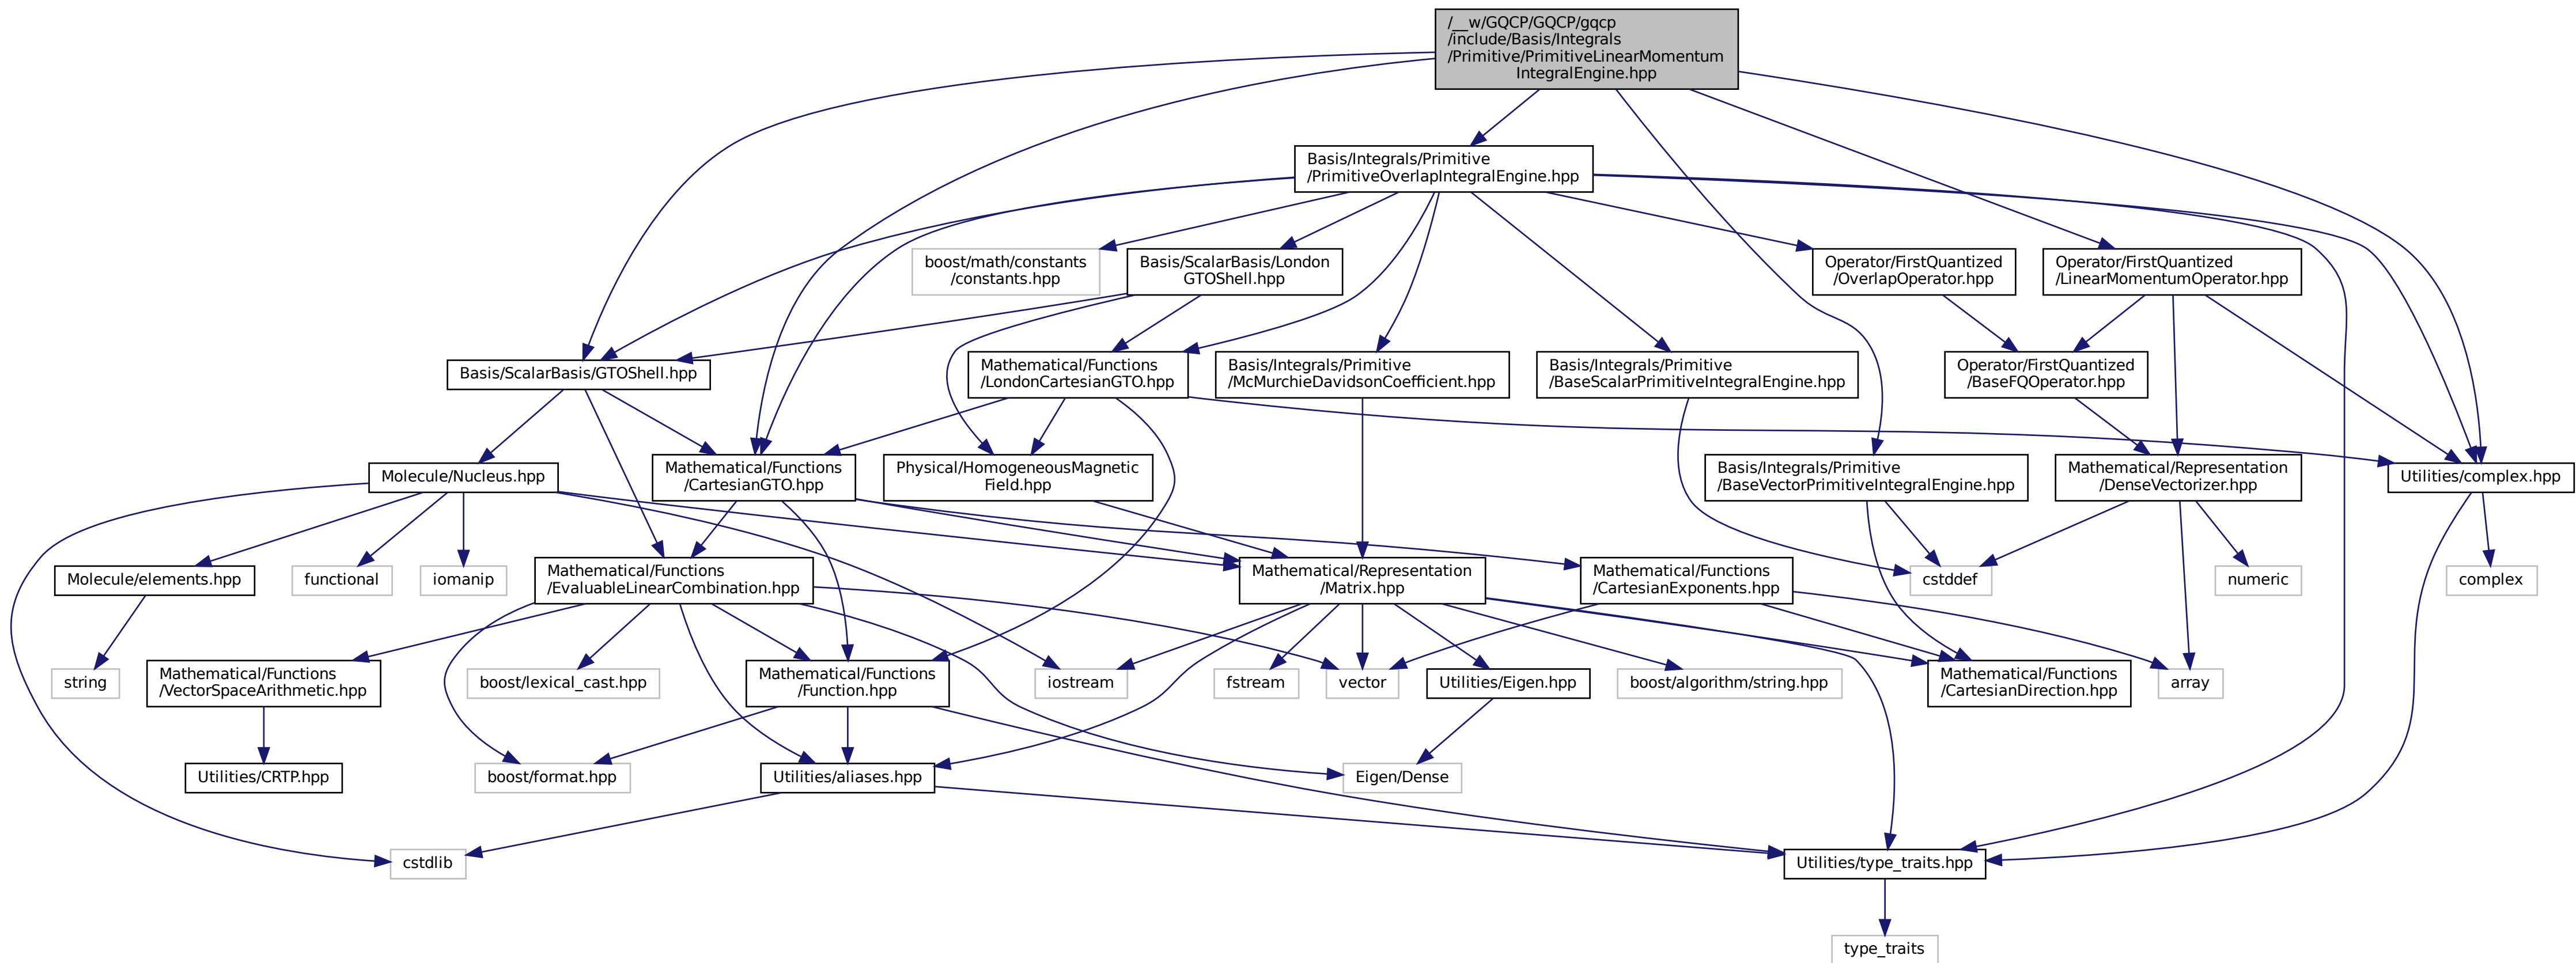 /__w/GQCP/GQCP/gqcp
/include/Basis/Integrals
/Primitive/PrimitiveLinearMomentum
IntegralEngine.hpp
Basis/Integrals/Primitive
/PrimitiveOverlapIntegralEngine.hpp
boost/math/constants
/constants.hpp
Basis/ScalarBasis/London
GTOShell.hpp
Operator/FirstQuantized
/OverlapOperator.hpp
Operator/FirstQuantized
/LinearMomentumOperator.hpp
Basis/ScalarBasis/GTOShell.hpp
Mathematical/Functions
/LondonCartesianGTO.hpp
Basis/Integrals/Primitive
/McMurchieDavidsonCoefficient.hpp
Basis/Integrals/Primitive
/BaseScalarPrimitiveIntegralEngine.hpp
Operator/FirstQuantized
/BaseFQOperator.hpp
Molecule/Nucleus.hpp
Mathematical/Functions
/CartesianGTO.hpp
Physical/HomogeneousMagnetic
Field.hpp
Basis/Integrals/Primitive
/BaseVectorPrimitiveIntegralEngine.hpp
Mathematical/Representation
/DenseVectorizer.hpp
Utilities/complex.hpp
Molecule/elements.hpp
functional
iomanip
Mathematical/Functions
/EvaluableLinearCombination.hpp
Mathematical/Representation
/Matrix.hpp
Mathematical/Functions
/CartesianExponents.hpp
cstddef
numeric
complex
string
Mathematical/Functions
/VectorSpaceArithmetic.hpp
boost/lexical_cast.hpp
Mathematical/Functions
/Function.hpp
iostream
fstream
vector
Utilities/Eigen.hpp
boost/algorithm/string.hpp
Mathematical/Functions
/CartesianDirection.hpp
array
Utilities/CRTP.hpp
boost/format.hpp
Utilities/aliases.hpp
Eigen/Dense
cstdlib
Utilities/type_traits.hpp
type_traits